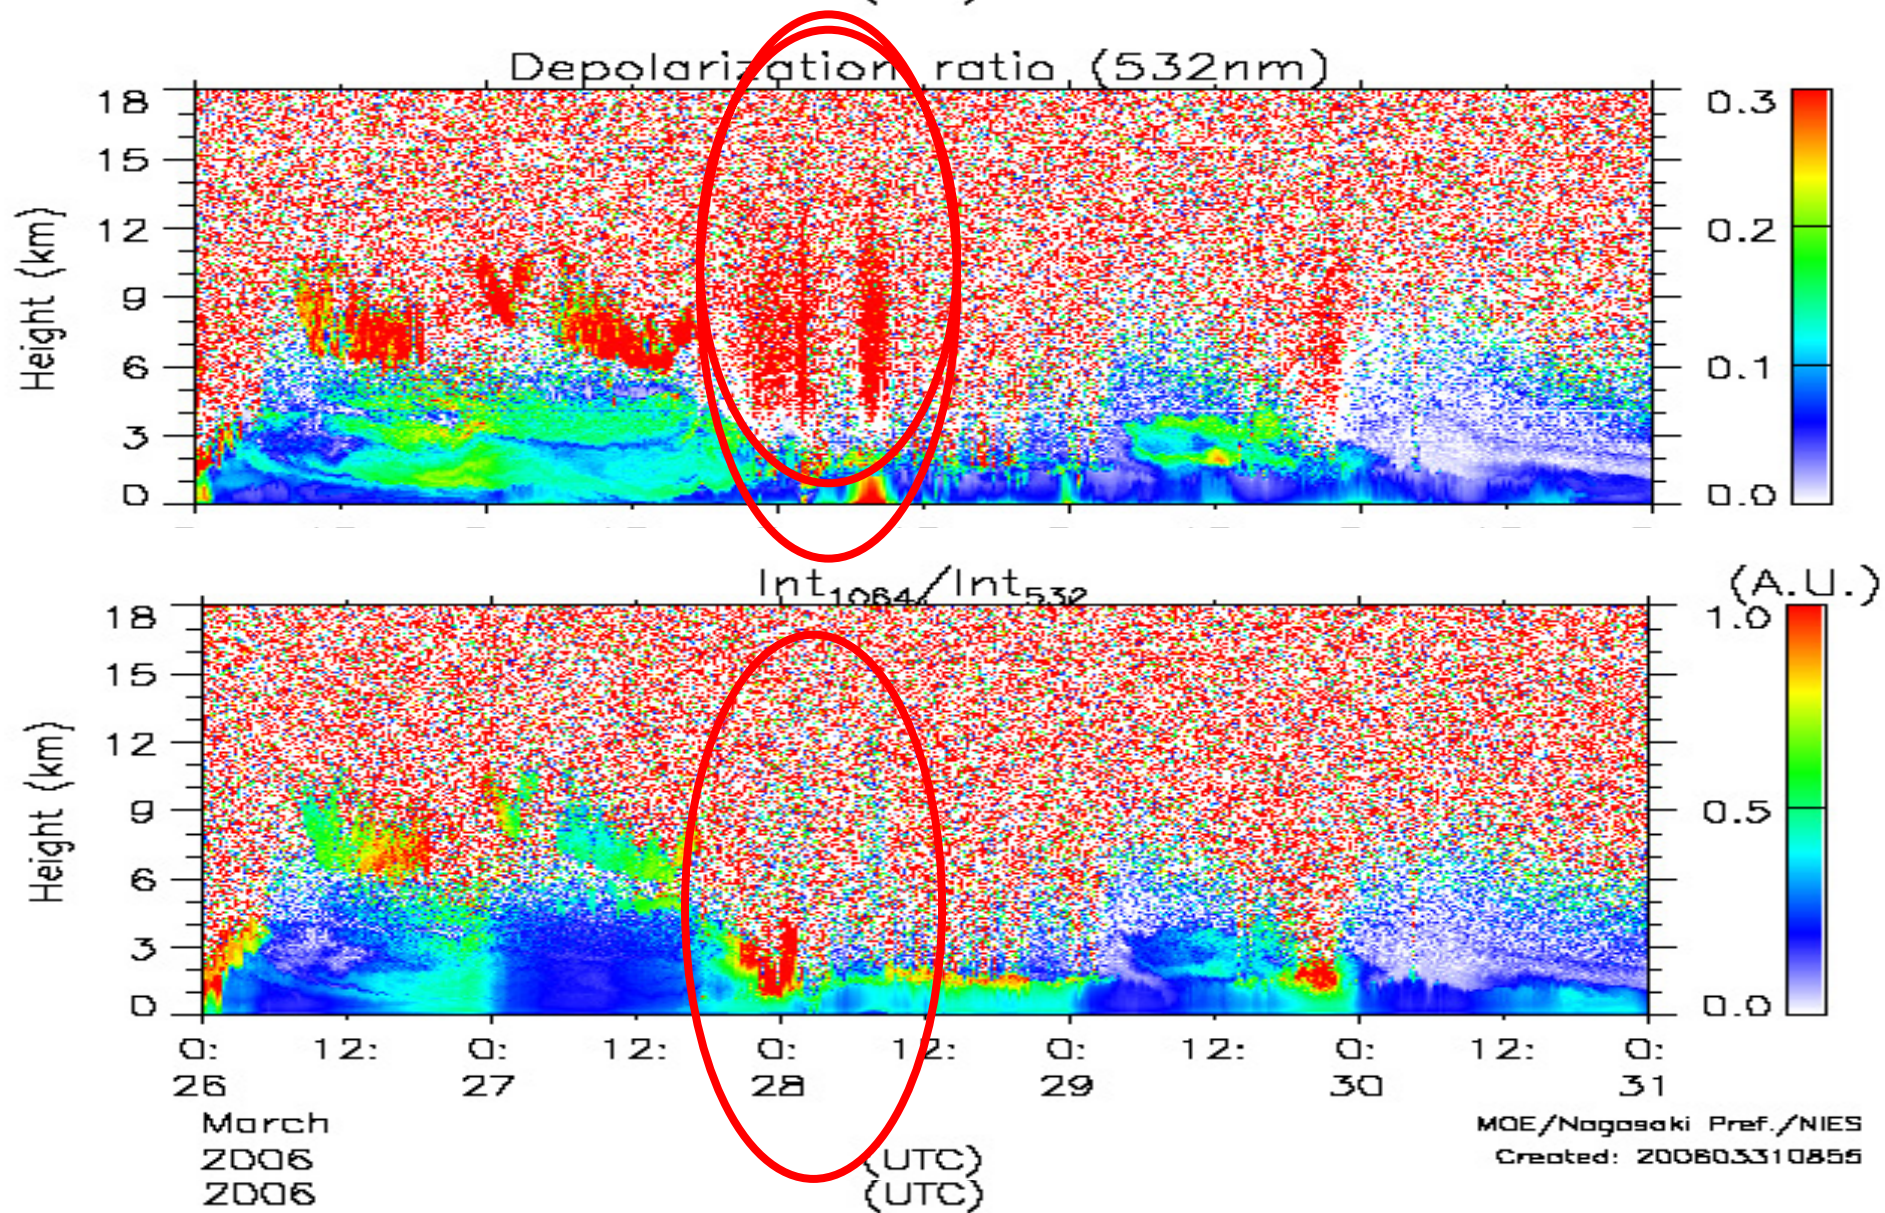 Depolarization ratio (532nm)
18
15
12
9
6
3
0
Height (km)
0.3
0.2
0.1
0.0
Int1064/Int532
(A.U.)
18
15
12
9
6
3
0
Height (km)
1.0
0.5
0.0
0: 12: 0: 12: 0: 12: 0: 12: 0: 12: 0:
26 27 28 29 30 31
March
2006 (UTC)
2006 (UTC)
MOE/Nagasaki Pref./NIES
Created: 200603310855